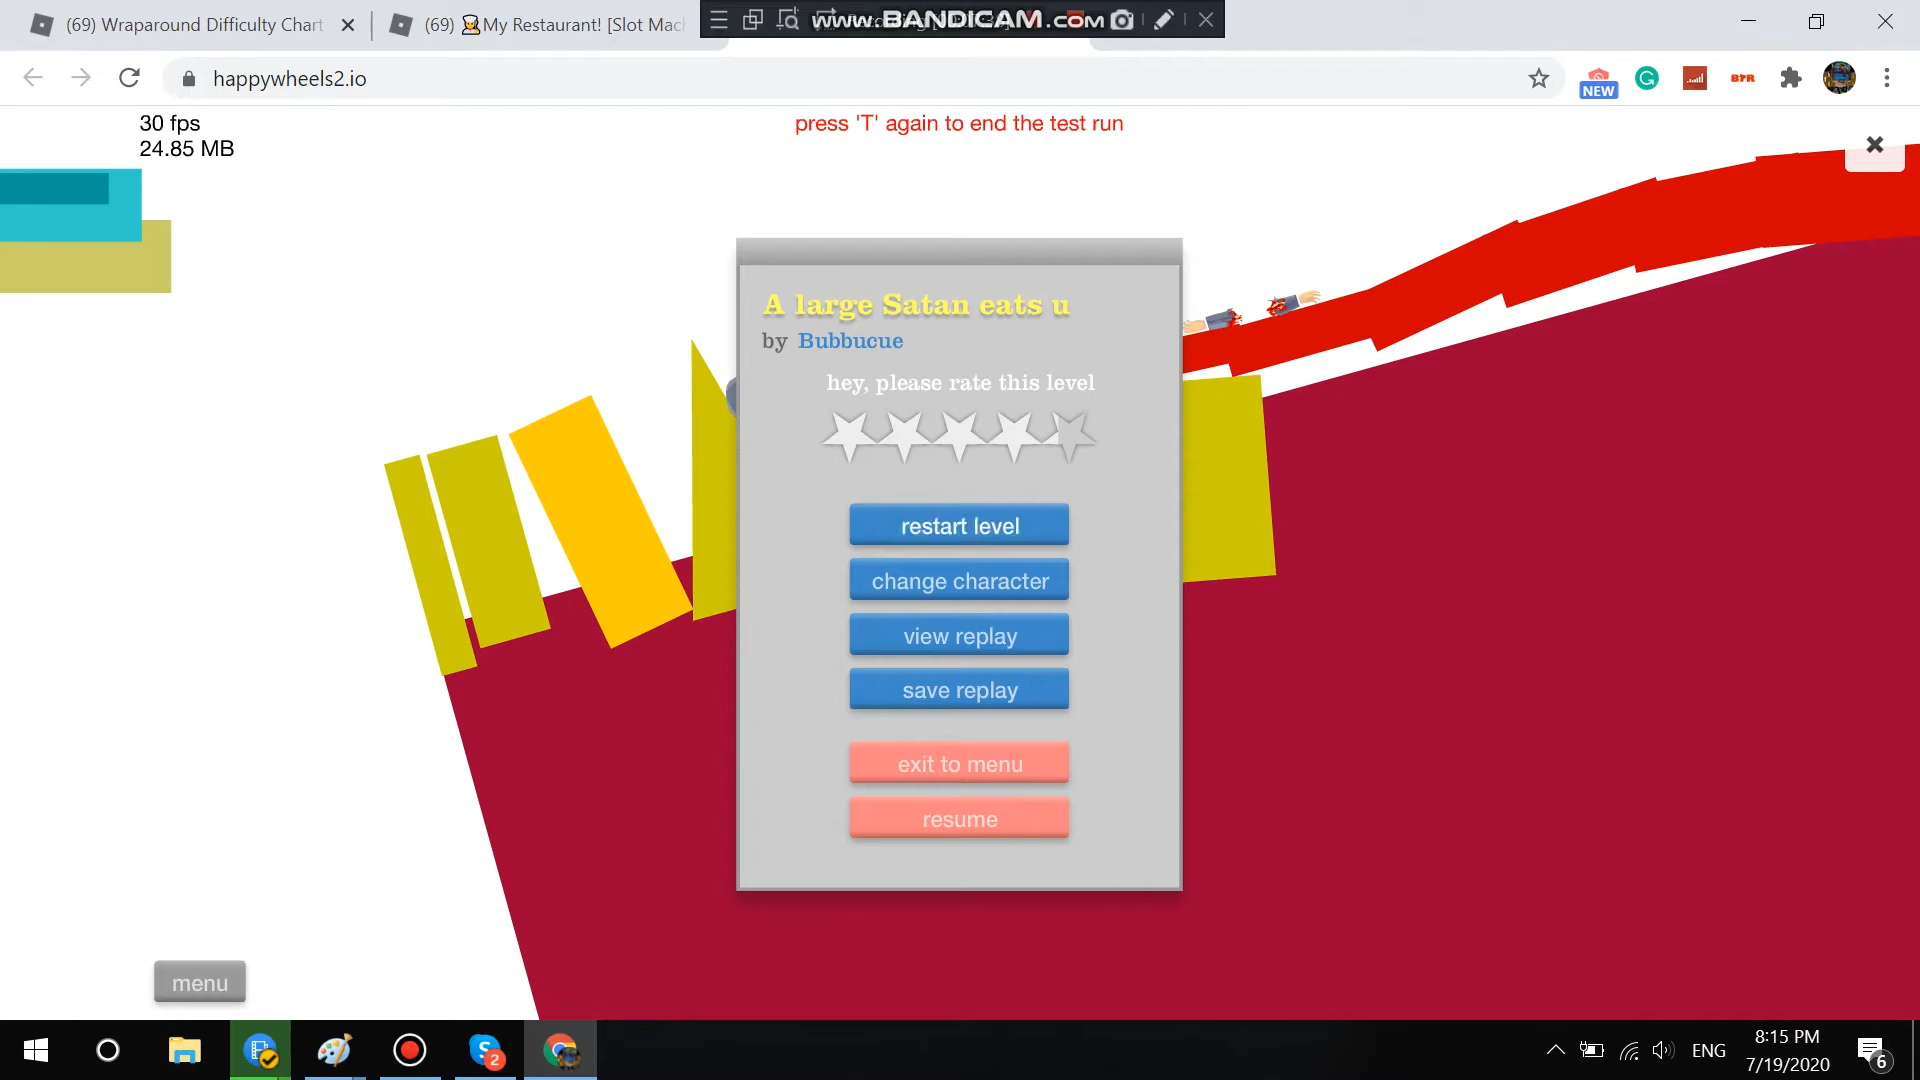 (69) Wraparound Difficulty Chart
(69) My Restaurant! [Slot Mac
www.BANDICAM.com
happywheels2.io
NEW
BTR
30 fps
24.85 MB
press 'T' again to end the test run
A large Satan eats u
by Bubbucue
hey, please rate this level
restart level
change character
view replay
save replay
exit to menu
resume
menu
2
ENG
8:15 PM
7/19/2020
6